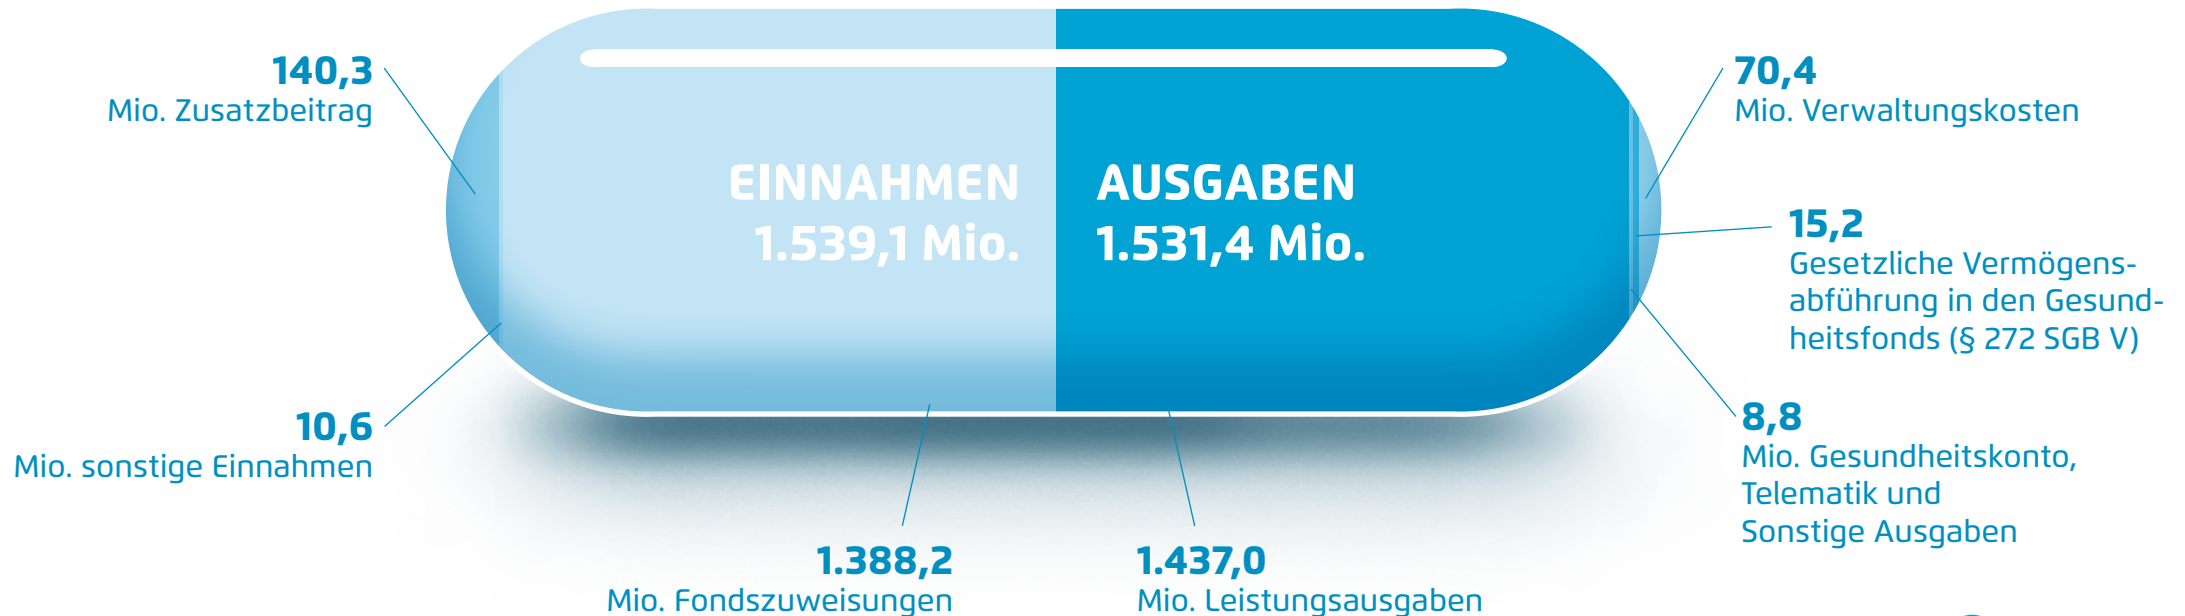 140,3
Mio. Zusatzbeitrag
10,6
Mio. sonstige Einnahmen
EINNAHMEN
1.539,1 Mio.
AUSGABEN
1.531,4 Mio.
1.388,2
Mio. Fondszuweisungen
1.437,0
Mio. Leistungsausgaben
70,4
Mio. Verwaltungskosten
15,2
Gesetzliche Vermögens-
abführung in den Gesund-
heitsfonds (§ 272 SGB V)
8,8
Mio. Gesundheitskonto,
Telematik und
Sonstige Ausgaben